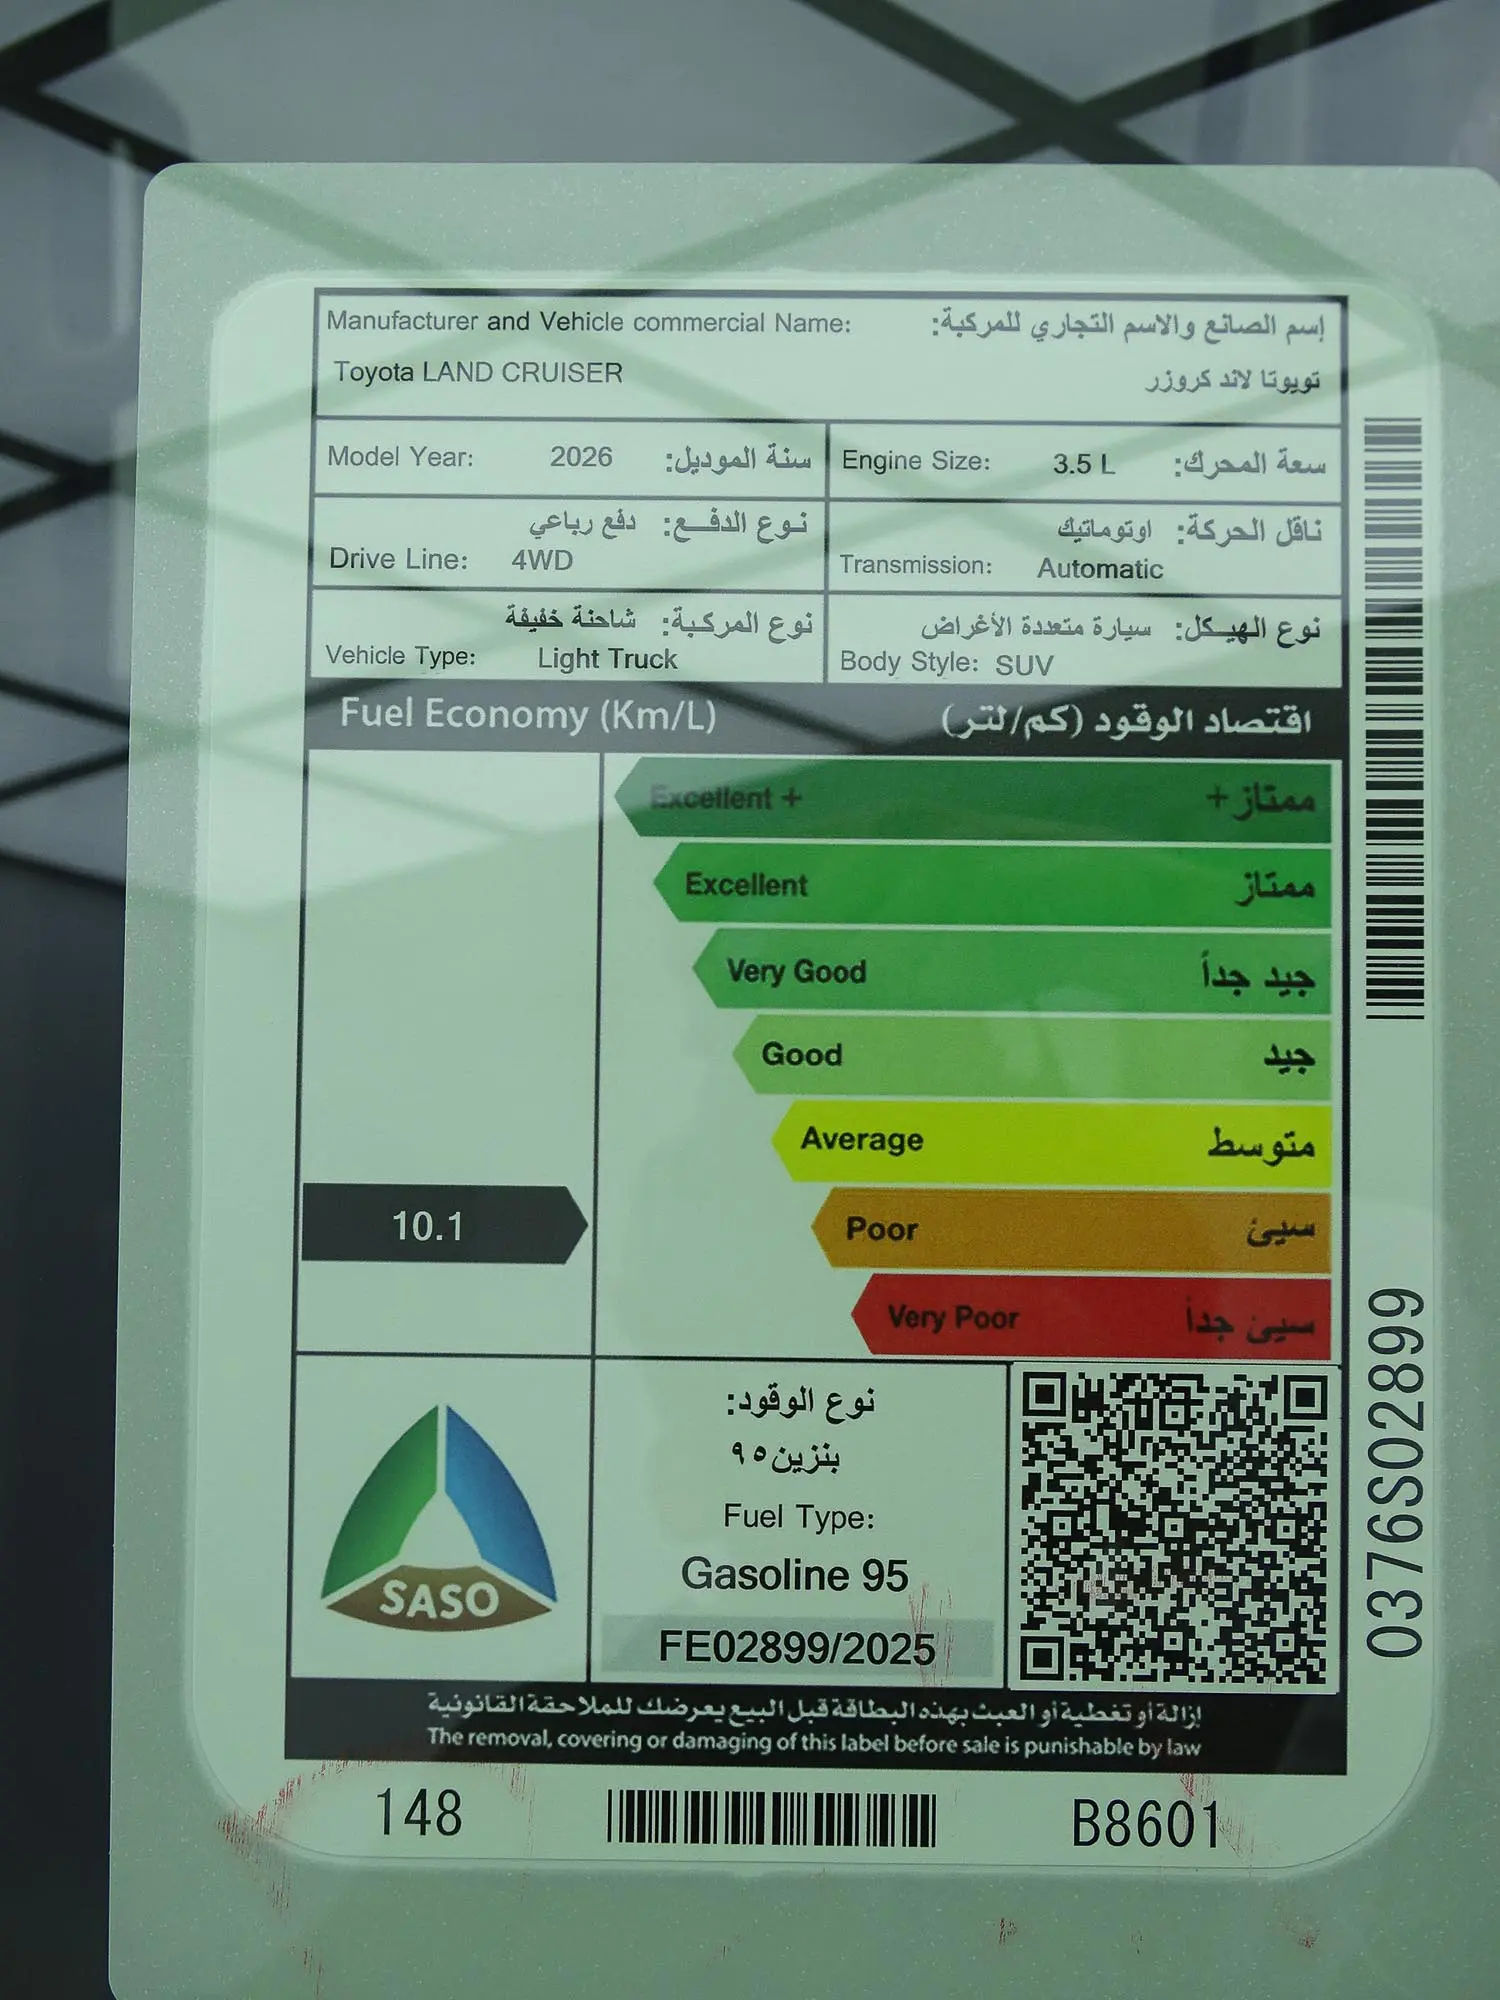 Manufacturer and Vehicle commercial Name: إسم الصانع والاسم التجاري للمركبة:
Toyota LAND CRUISER تويوتا لاند كروزر
Model Year: 2026 سنة الموديل:
Engine Size: 3.5 L سعة المحرك:
نوع الدفع: دفع رباعي
Drive Line: 4WD
ناقل الحركة: اوتوماتيك
Transmission: Automatic
نوع المركبة: شاحنة خفيفة
Vehicle Type: Light Truck
نوع الهيكل: سيارة متعددة الأغراض
Body Style: SUV
Fuel Economy (Km/L) اقتصاد الوقود (كم/لتر)
Excellent + ممتاز +
Excellent ممتاز
Very Good جيد جداً
Good جيد
Average متوسط
10.1
Poor سيئ
Very Poor سيئ جداً
SASO
نوع الوقود:
بنزين ٩٥
Fuel Type:
Gasoline 95
FE02899/2025
إزالة أو تغطية أو العبث بهذه البطاقة قبل البيع يعرضك للملاحقة القانونية
The removal, covering or damaging of this label before sale is punishable by law
148
B8601
0376S02899